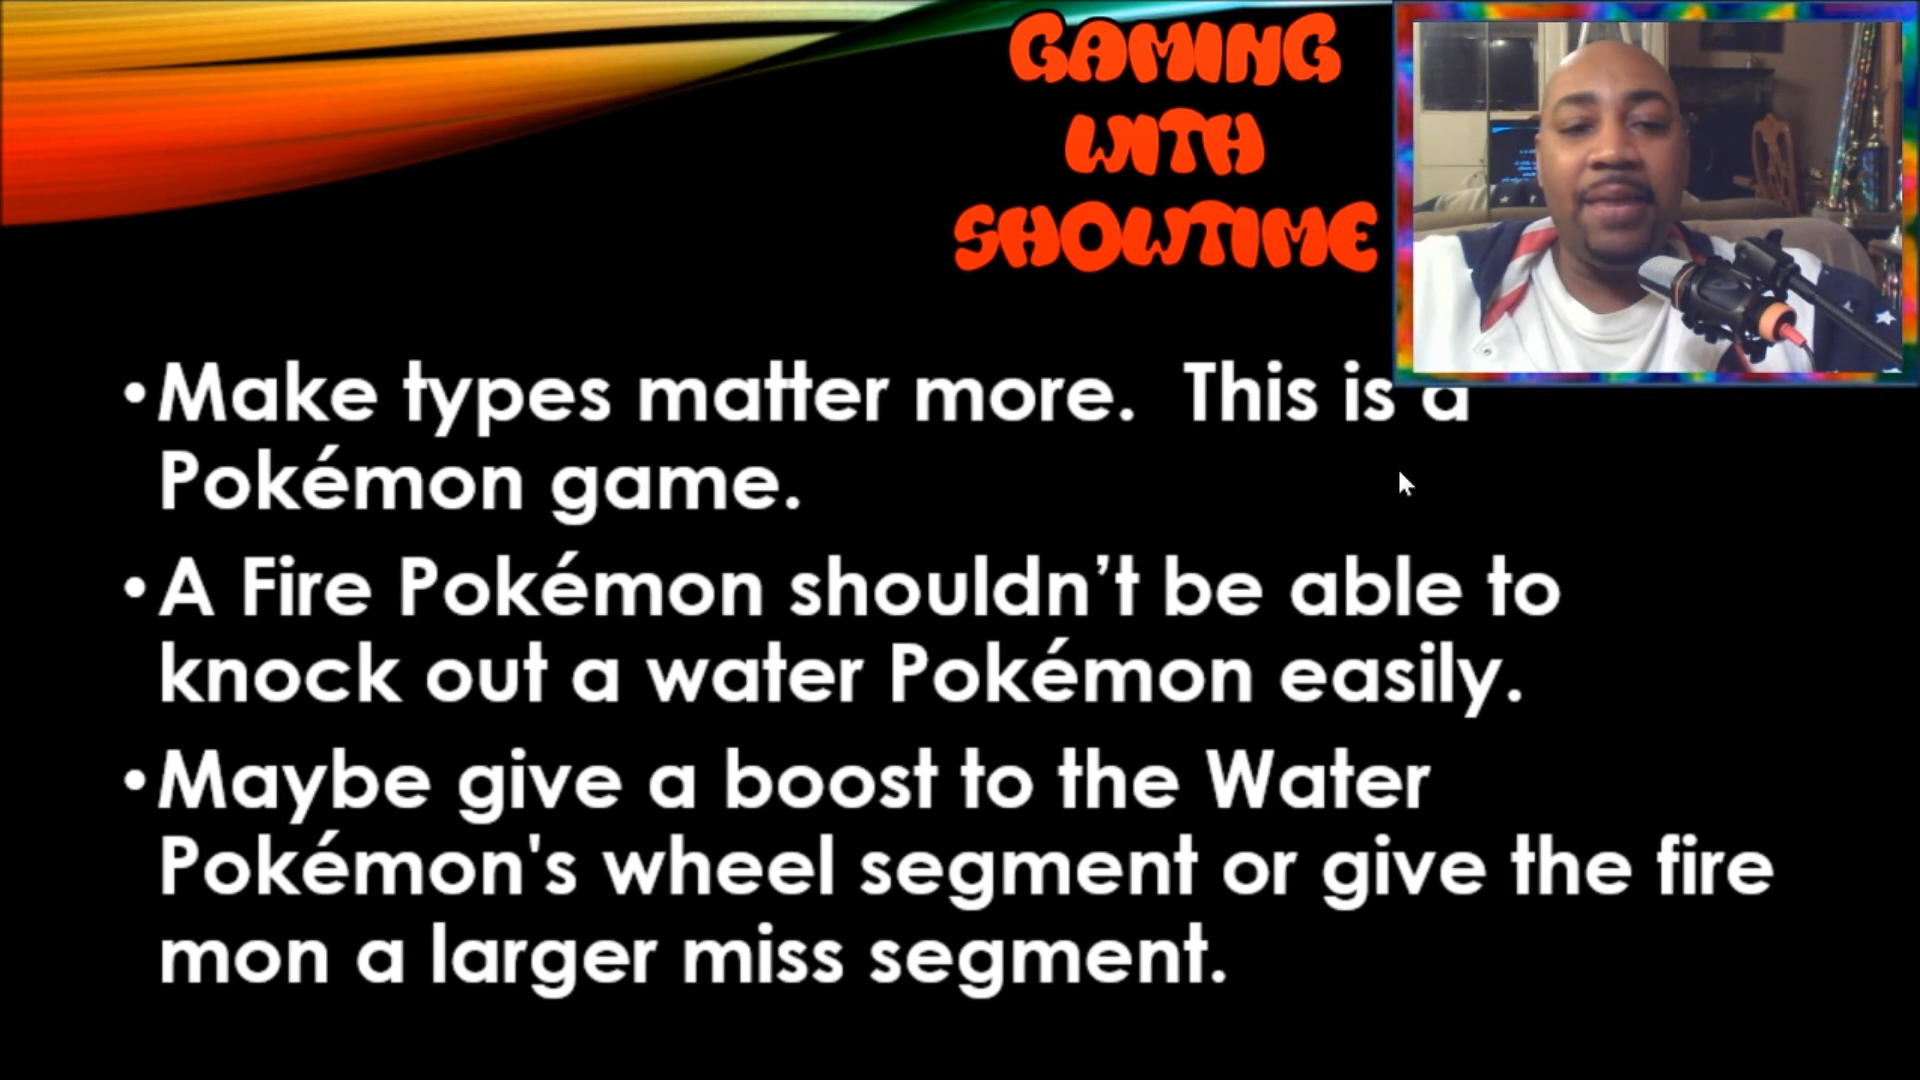 GAMING
WITH
SHOWTIME
•Make types matter more.  This is a
Pokémon game.
•A Fire Pokémon shouldn’t be able to
knock out a water Pokémon easily.
•Maybe give a boost to the Water
Pokémon's wheel segment or give the fire
mon a larger miss segment.